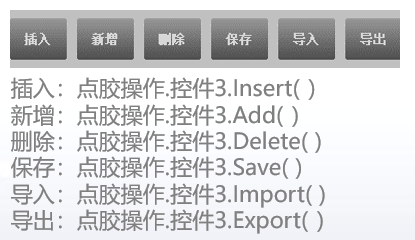 插入 新增 删除 保存 导入 导出
插入：点胶操作.控件3.Insert( )
新增：点胶操作.控件3.Add( )
删除：点胶操作.控件3.Delete( )
保存：点胶操作.控件3.Save( )
导入：点胶操作.控件3.Import( )
导出：点胶操作.控件3.Export( )